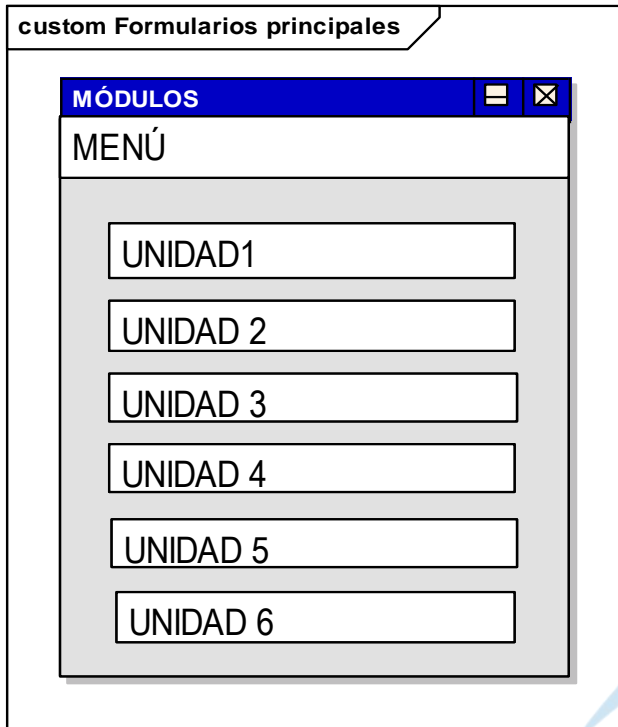 custom Formularios principales
MÓDULOS
MENÚ
UNIDAD1
UNIDAD 2
UNIDAD 3
UNIDAD 4
UNIDAD 5
UNIDAD 6